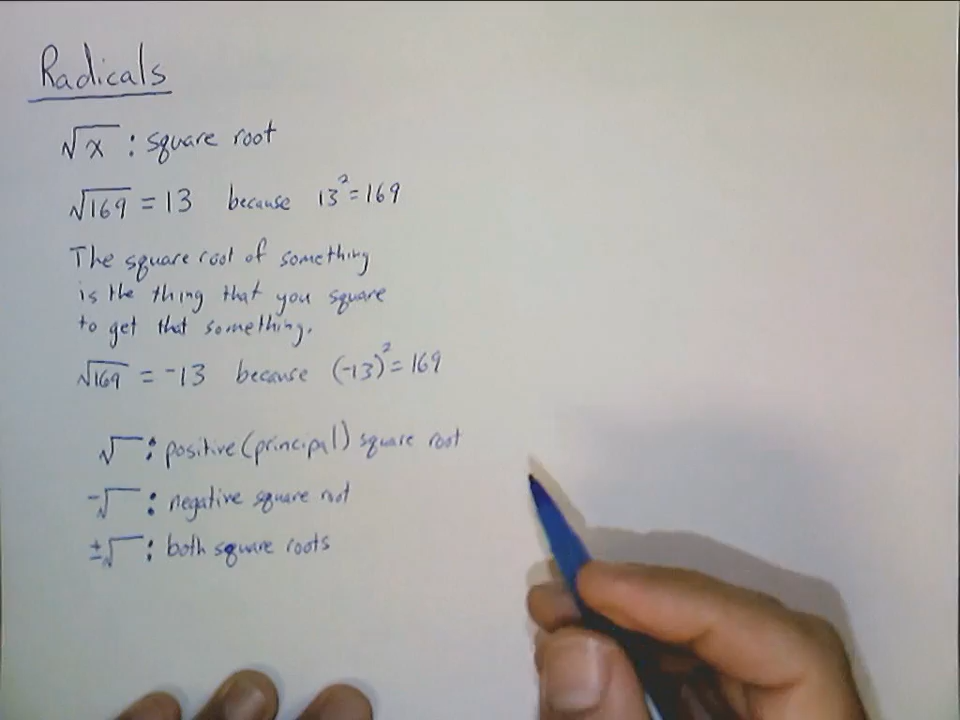 Radicals
√x : square root
√169 = 13 because 13² = 169
The square root of something
is the thing that you square
to get that something.
√169 = -13 because (-13)² = 169
√ : positive (principal) square root
-√ : negative square root
±√ : both square roots